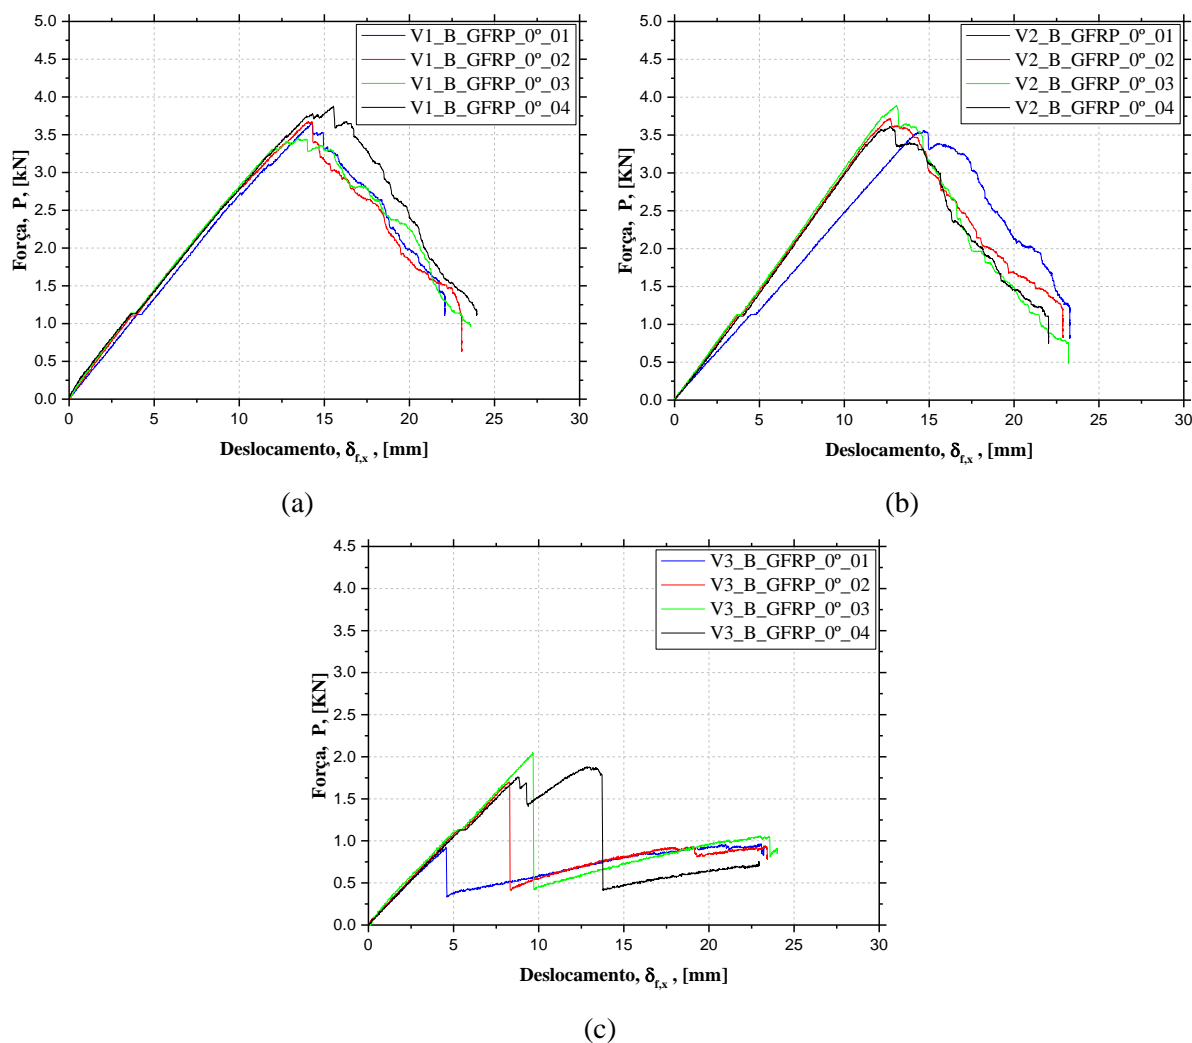 5.0
4.5
4.0
3.5
3.0
2.5
2.0
1.5
1.0
0.5
0.0
Força, P, [kN]
V1_B_GFRP_0º_01
V1_B_GFRP_0º_02
V1_B_GFRP_0º_03
V1_B_GFRP_0º_04
0 5 10 15 20 25 30
Deslocamento, δf,x , [mm]
(a)
5.0
4.5
4.0
3.5
3.0
2.5
2.0
1.5
1.0
0.5
0.0
Força, P, [KN]
V2_B_GFRP_0º_01
V2_B_GFRP_0º_02
V2_B_GFRP_0º_03
V2_B_GFRP_0º_04
0 5 10 15 20 25 30
Deslocamento, δf,x , [mm]
(b)
4.5
4.0
3.5
3.0
2.5
2.0
1.5
1.0
0.5
0.0
Força, P, [KN]
V3_B_GFRP_0º_01
V3_B_GFRP_0º_02
V3_B_GFRP_0º_03
V3_B_GFRP_0º_04
0 5 10 15 20 25 30
Deslocamento, δf,x , [mm]
(c)